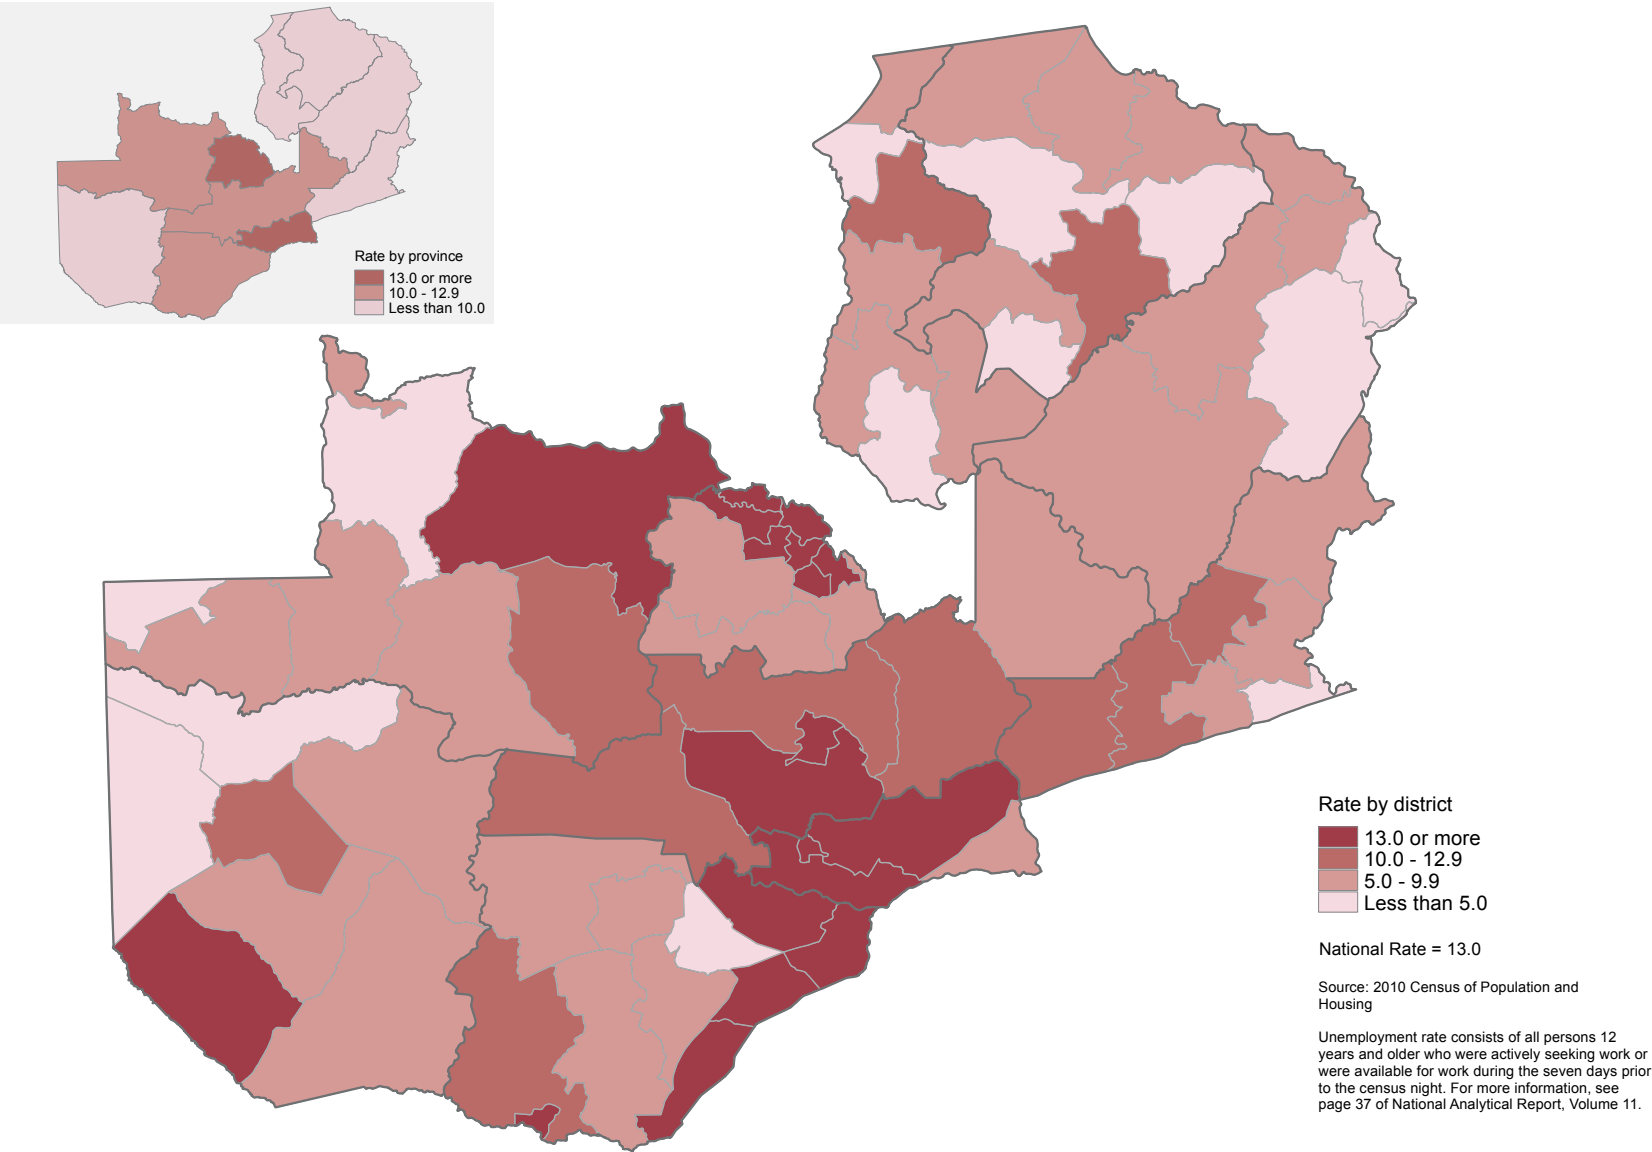 Rate by province
13.0 or more
10.0 - 12.9
Less than 10.0
Rate by district
13.0 or more
10.0 - 12.9
5.0 - 9.9
Less than 5.0
National Rate = 13.0
Source: 2010 Census of Population and
Housing
Unemployment rate consists of all persons 12
years and older who were actively seeking work or
were available for work during the seven days prior
to the census night. For more information, see
page 37 of National Analytical Report, Volume 11.